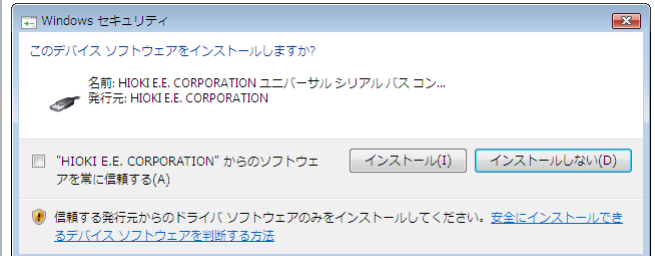 Windows セキュリティ
このデバイス ソフトウェアをインストールしますか?
名前: HIOKI E.E. CORPORATION ユニバーサル シリアル バス コン...
発行元: HIOKI E.E. CORPORATION
"HIOKI E.E. CORPORATION" からのソフトウェ
アを常に信頼する(A)
インストール(I)
インストールしない(D)
信頼する発行元からのドライバ ソフトウェアのみをインストールしてください。安全にインストールでき
るデバイス ソフトウェアを判断する方法